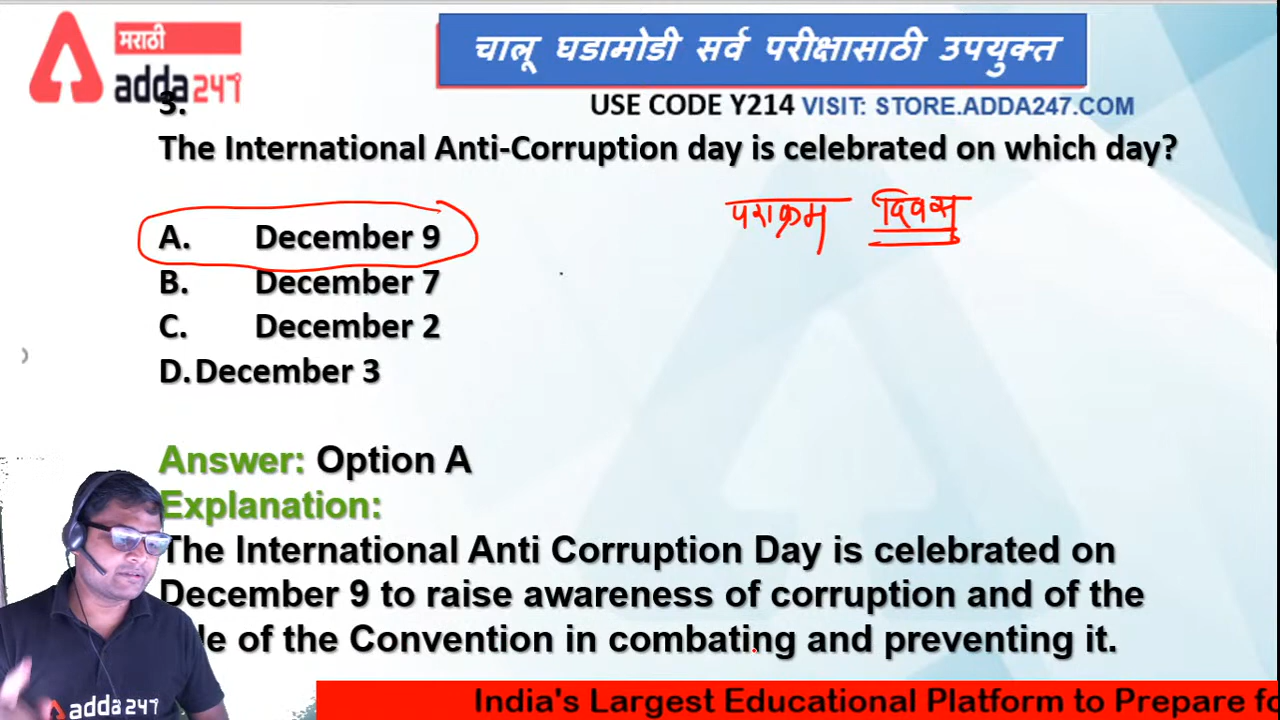 मराठी
adda247
चालू घडामोडी सर्व परीक्षासाठी उपयुक्त
3.
USE CODE Y214 VISIT: STORE.ADDA247.COM
The International Anti-Corruption day is celebrated on which day?
पराक्रम दिवस
A. December 9
B. December 7
C. December 2
D. December 3
Answer: Option A
Explanation:
The International Anti Corruption Day is celebrated on
December 9 to raise awareness of corruption and of the
le of the Convention in combating and preventing it.
adda247
India's Largest Educational Platform to Prepare fo